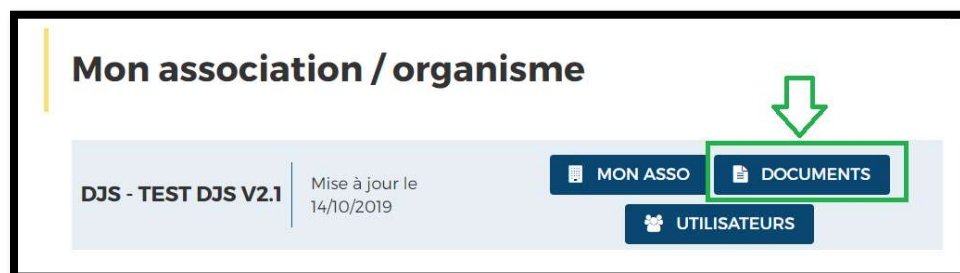 Mon association / organisme
DJS - TEST DJS V2.1
Mise à jour le
14/10/2019
MON ASSO
DOCUMENTS
UTILISATEURS